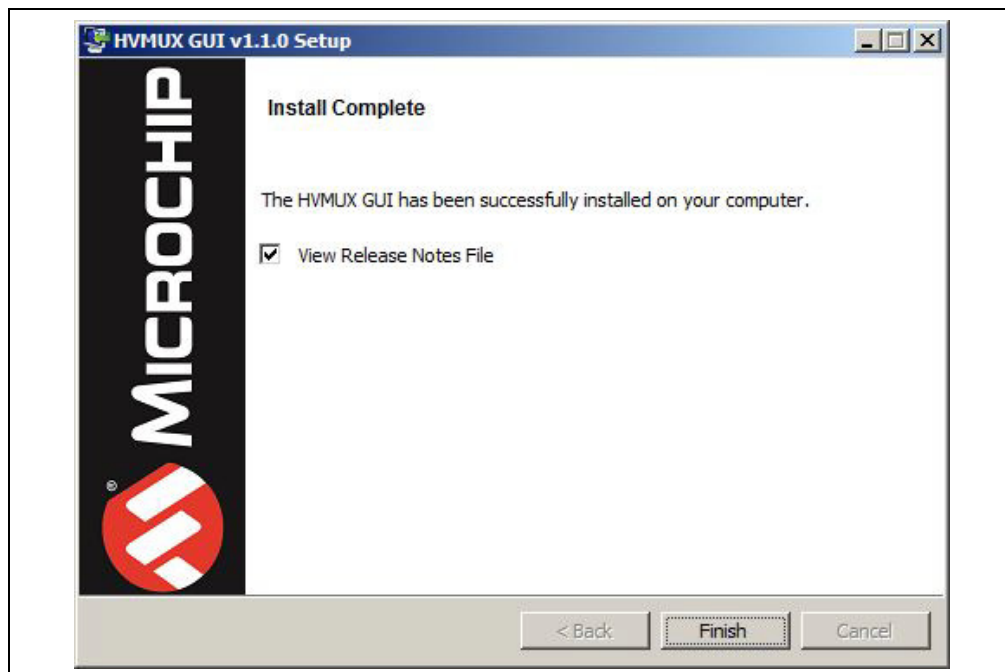 HVMUX GUI v1.1.0 Setup
MICROCHIP
®
Install Complete
The HVMUX GUI has been successfully installed on your computer.
View Release Notes File
< Back
Finish
Cancel